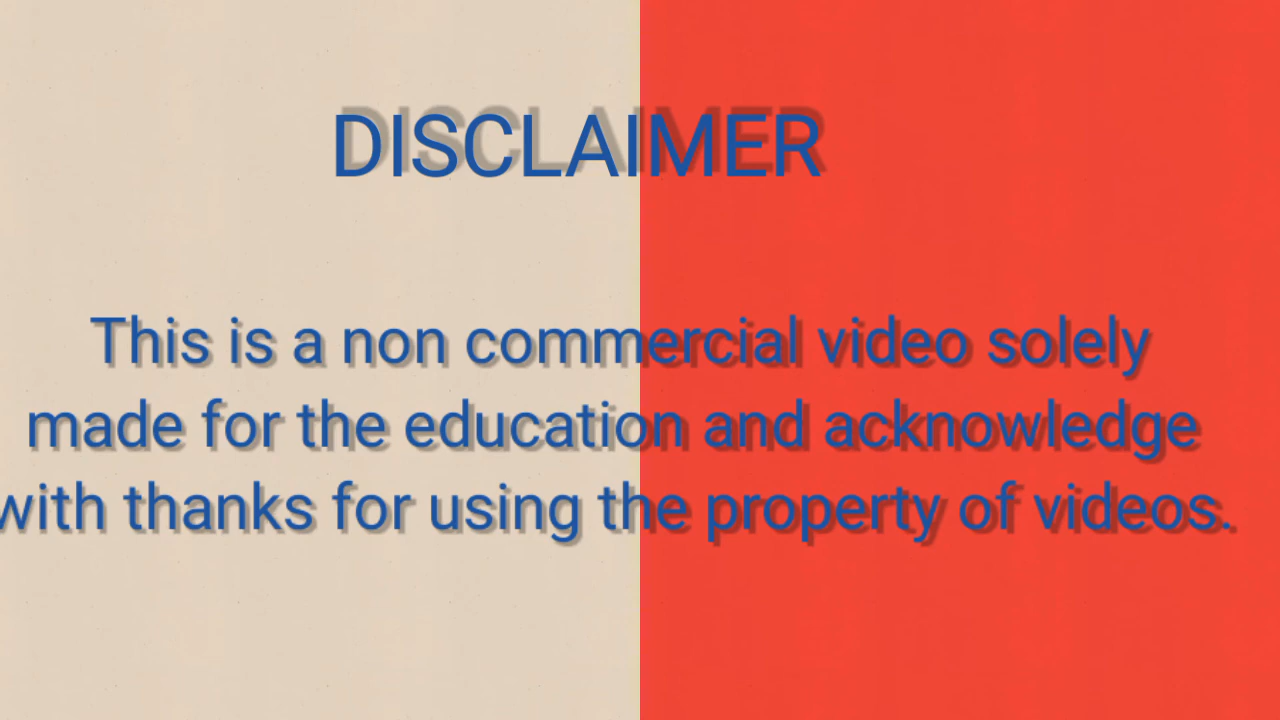 DISCLAIMER
This is a non commercial video solely
made for the education and acknowledge
with thanks for using the property of videos.